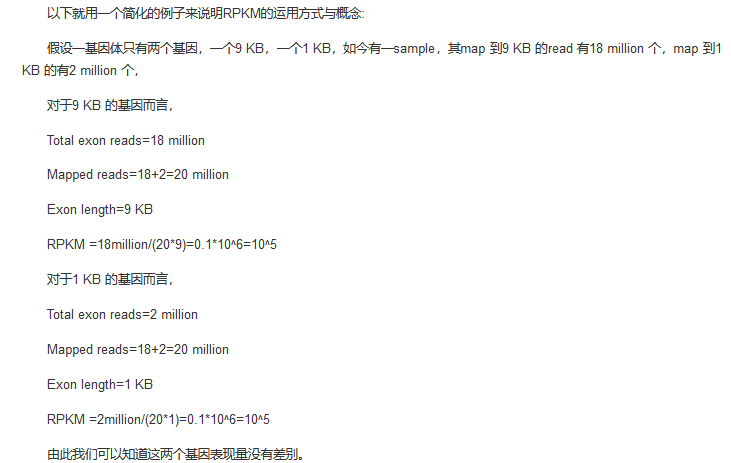 以下就用一个简化的例子来说明RPKM的运用方式与概念:
假设一基因体只有两个基因，一个9 KB，一个1 KB，如今有一sample，其map 到9 KB 的read 有18 million 个，map 到1
KB 的有2 million 个，
对于9 KB 的基因而言，
Total exon reads=18 million
Mapped reads=18+2=20 million
Exon length=9 KB
RPKM =18million/(20*9)=0.1*10^6=10^5
对于1 KB 的基因而言，
Total exon reads=2 million
Mapped reads=18+2=20 million
Exon length=1 KB
RPKM =2million/(20*1)=0.1*10^6=10^5
由此我们可以知道这两个基因表现量没有差别。